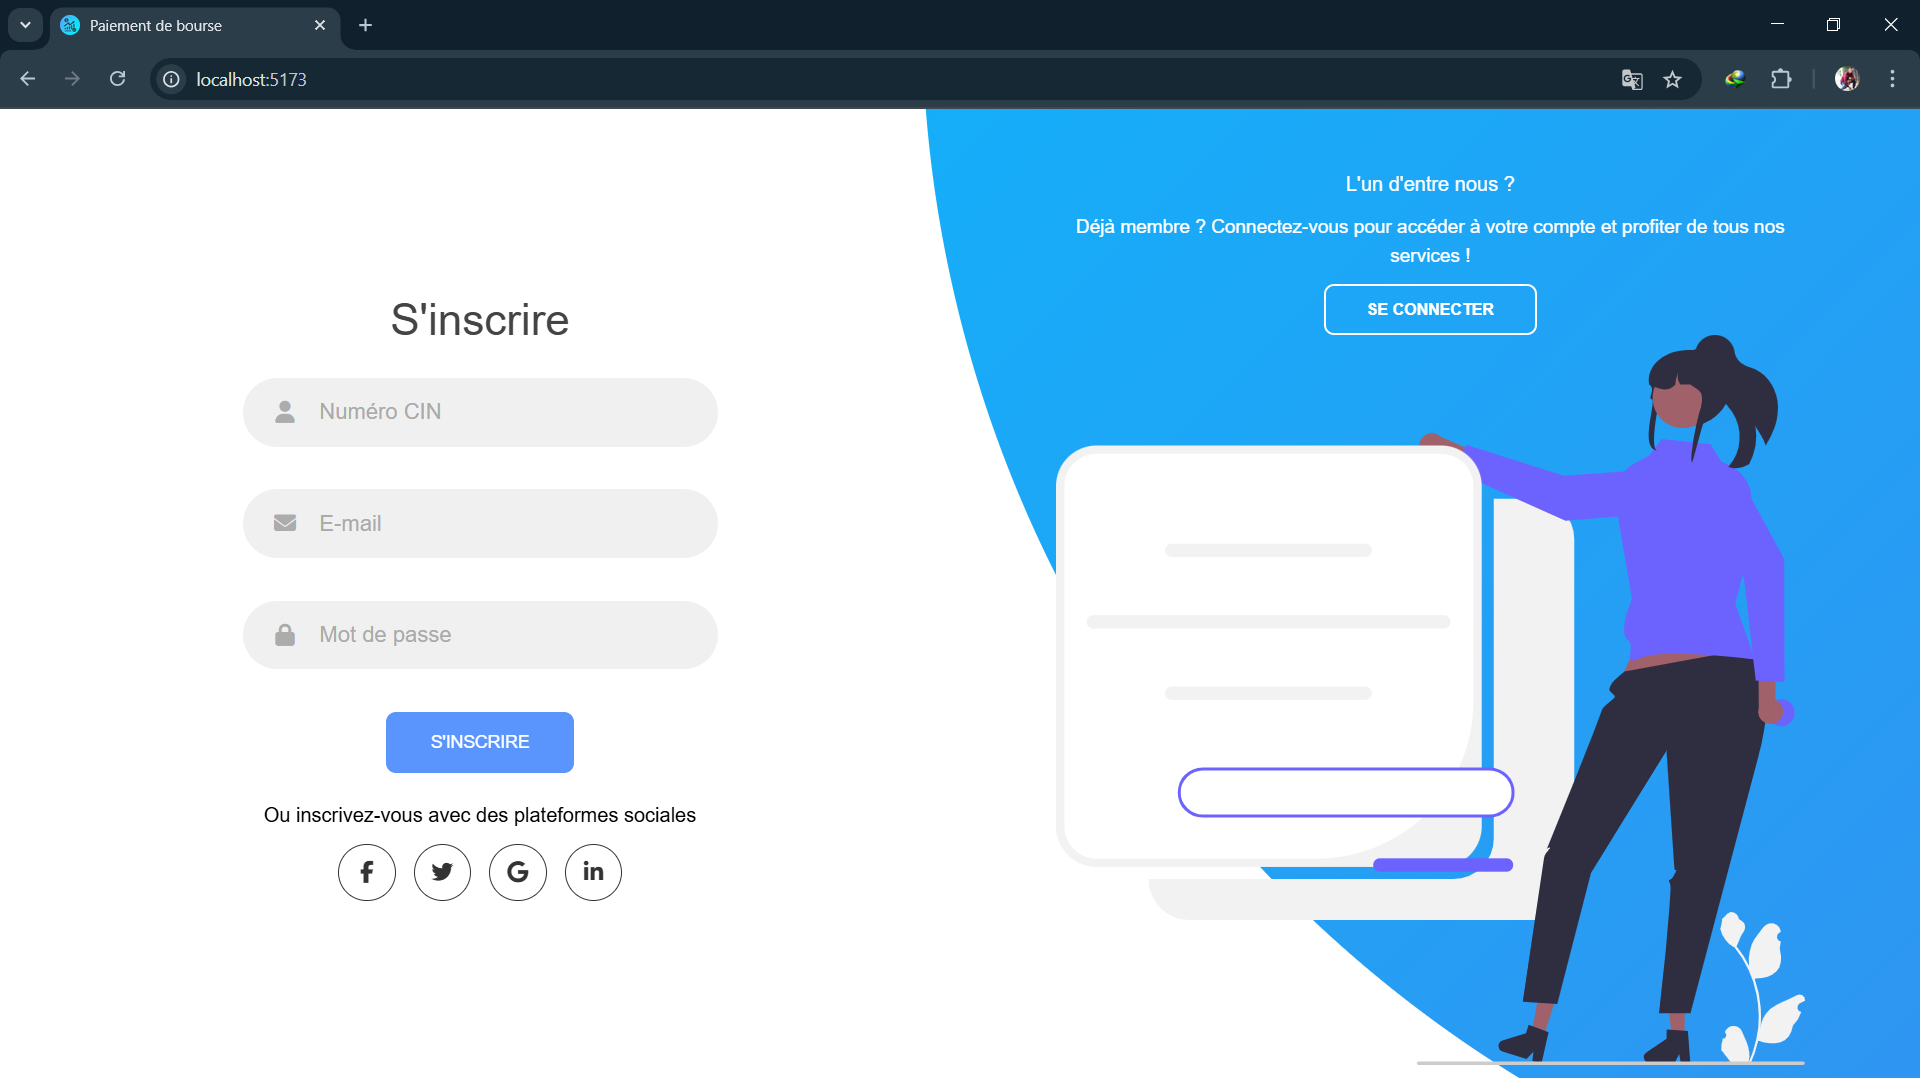 Paiement de bourse
localhost:5173
L'un d'entre nous ?
Déjà membre ? Connectez-vous pour accéder à votre compte et profiter de tous nos
services !
SE CONNECTER
S'inscrire
Numéro CIN
E-mail
Mot de passe
S'INSCRIRE
Ou inscrivez-vous avec des plateformes sociales